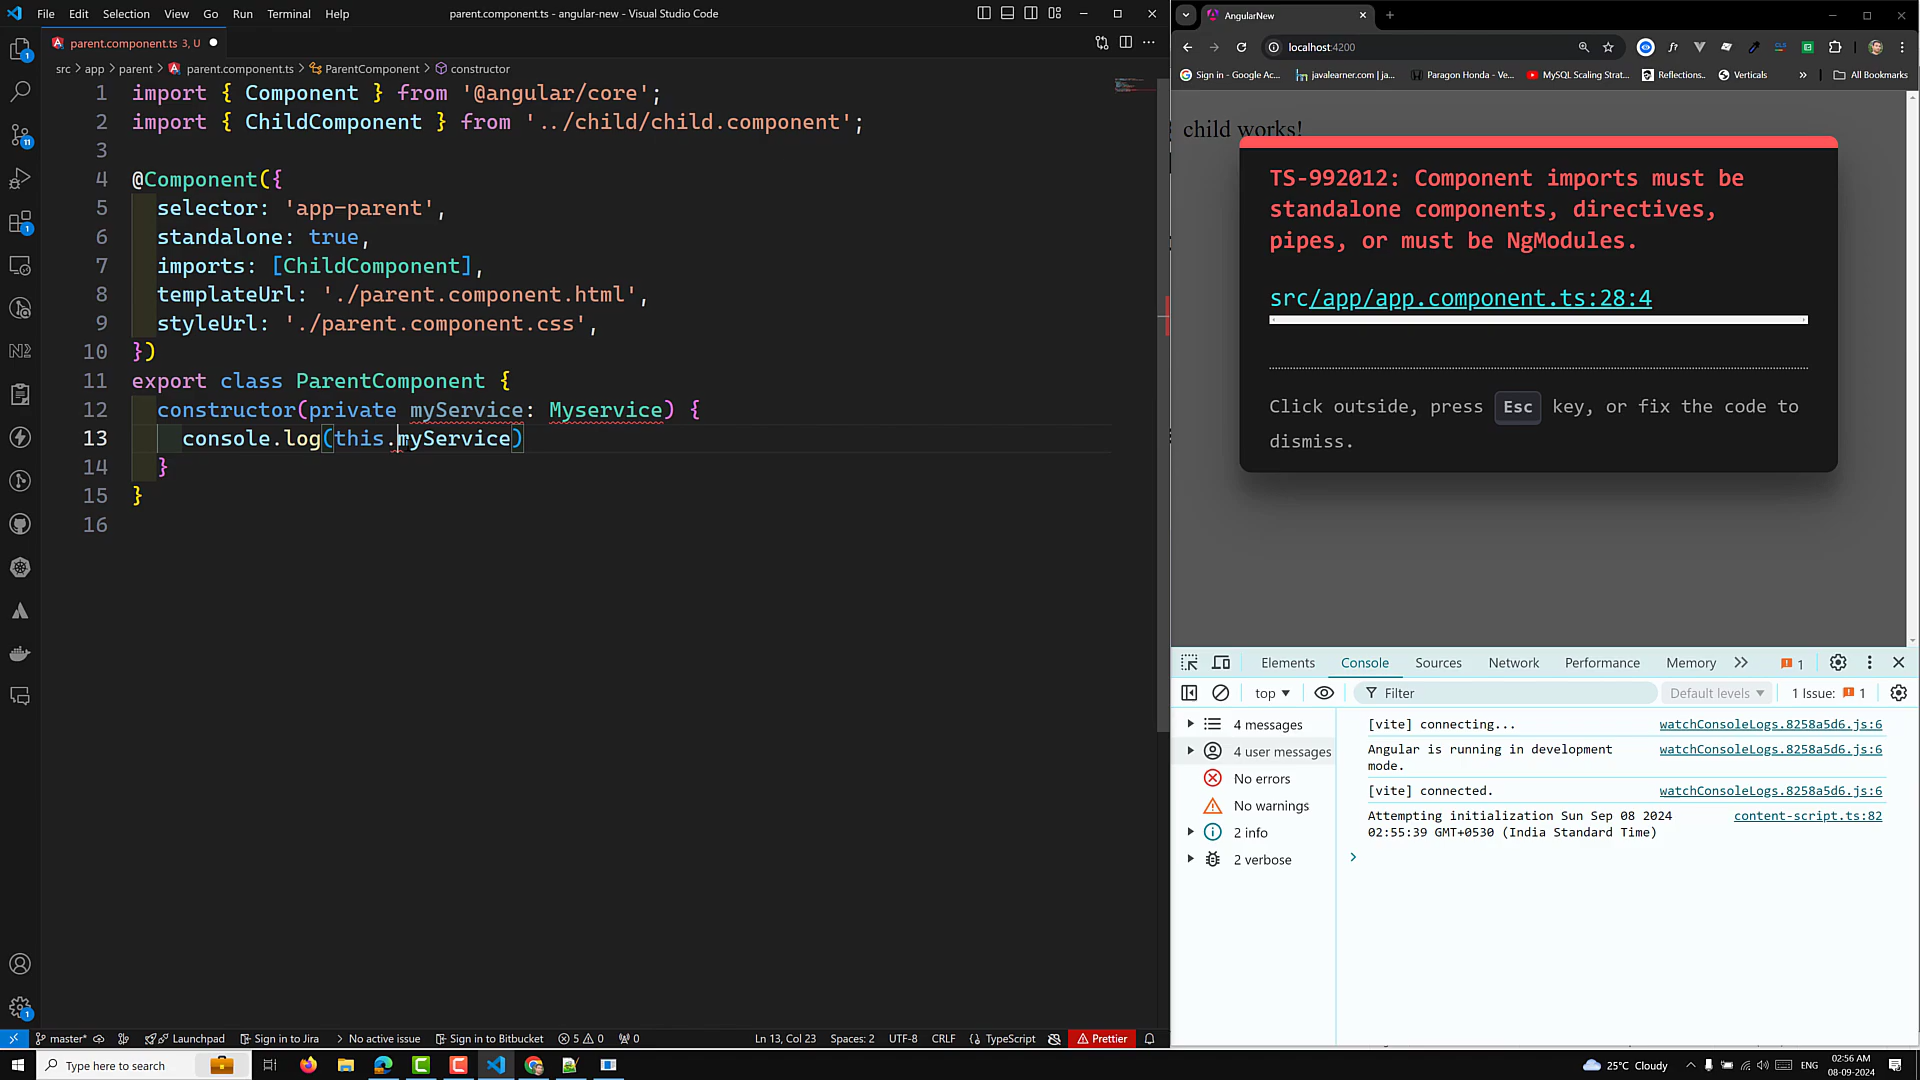 File Edit Selection View Go Run Terminal Help
parent.component.ts - angular-new - Visual Studio Code
parent.component.ts 3, U
src > app > parent > parent.component.ts > ParentComponent > constructor
1 import { Component } from '@angular/core';
2 import { ChildComponent } from '../child/child.component';
3
4 @Component({
5 selector: 'app-parent',
6 standalone: true,
7 imports: [ChildComponent],
8 templateUrl: './parent.component.html',
9 styleUrl: './parent.component.css',
10 })
11 export class ParentComponent {
12 constructor(private myService: Myservice) {
13 console.log(this.myService)
14 }
15 }
16
master* Launchpad Sign in to Jira No active issue Sign in to Bitbucket 5 0 0 Ln 13, Col 23 Spaces: 2 UTF-8 CRLF TypeScript Prettier
AngularNew
localhost:4200
Sign in - Google Ac... javalearner.com | ja... Paragon Honda - Ve... MySQL Scaling Strat... Reflections.. Verticals » All Bookmarks
child works!
TS-992012: Component imports must be
standalone components, directives,
pipes, or must be NgModules.
src/app/app.component.ts:28:4
Click outside, press Esc key, or fix the code to
dismiss.
Elements Console Sources Network Performance Memory » 1
top ▼ Filter Default levels ▼ 1 Issue: 1
4 messages
4 user messages
No errors
No warnings
2 info
2 verbose
[vite] connecting... watchConsoleLogs.8258a5d6.js:6
Angular is running in development watchConsoleLogs.8258a5d6.js:6
mode.
[vite] connected. watchConsoleLogs.8258a5d6.js:6
Attempting initialization Sun Sep 08 2024 content-script.ts:82
02:55:39 GMT+0530 (India Standard Time)
>
Type here to search
25°C Cloudy ENG 02:56 AM
08-09-2024